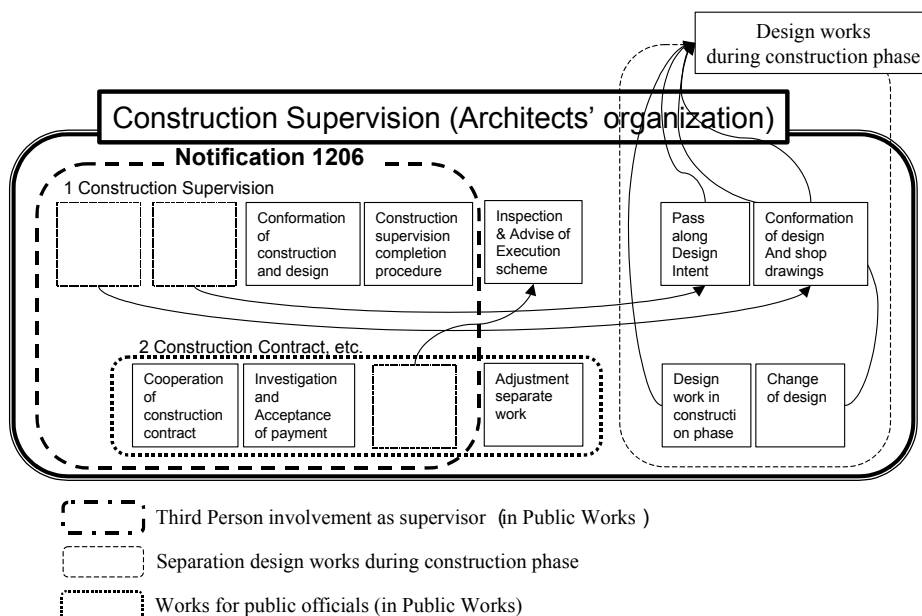 Design works
during construction phase
Construction Supervision (Architects' organization)
Notification 1206
1 Construction Supervision
Conformation
of
construction
and design
Construction
supervision
completion
procedure
Inspection
& Advise of
Execution
scheme
Pass
along
Design
Intent
Conformation
of design
And shop
drawings
2 Construction Contract, etc.
Cooperation
of
construction
contract
Investigation
and
Acceptance
of payment
Adjustment
separate
work
Design
work in
constructi
on phase
Change
of design
Third Person involvement as supervisor (in Public Works )
Separation design works during construction phase
Works for public officials (in Public Works)